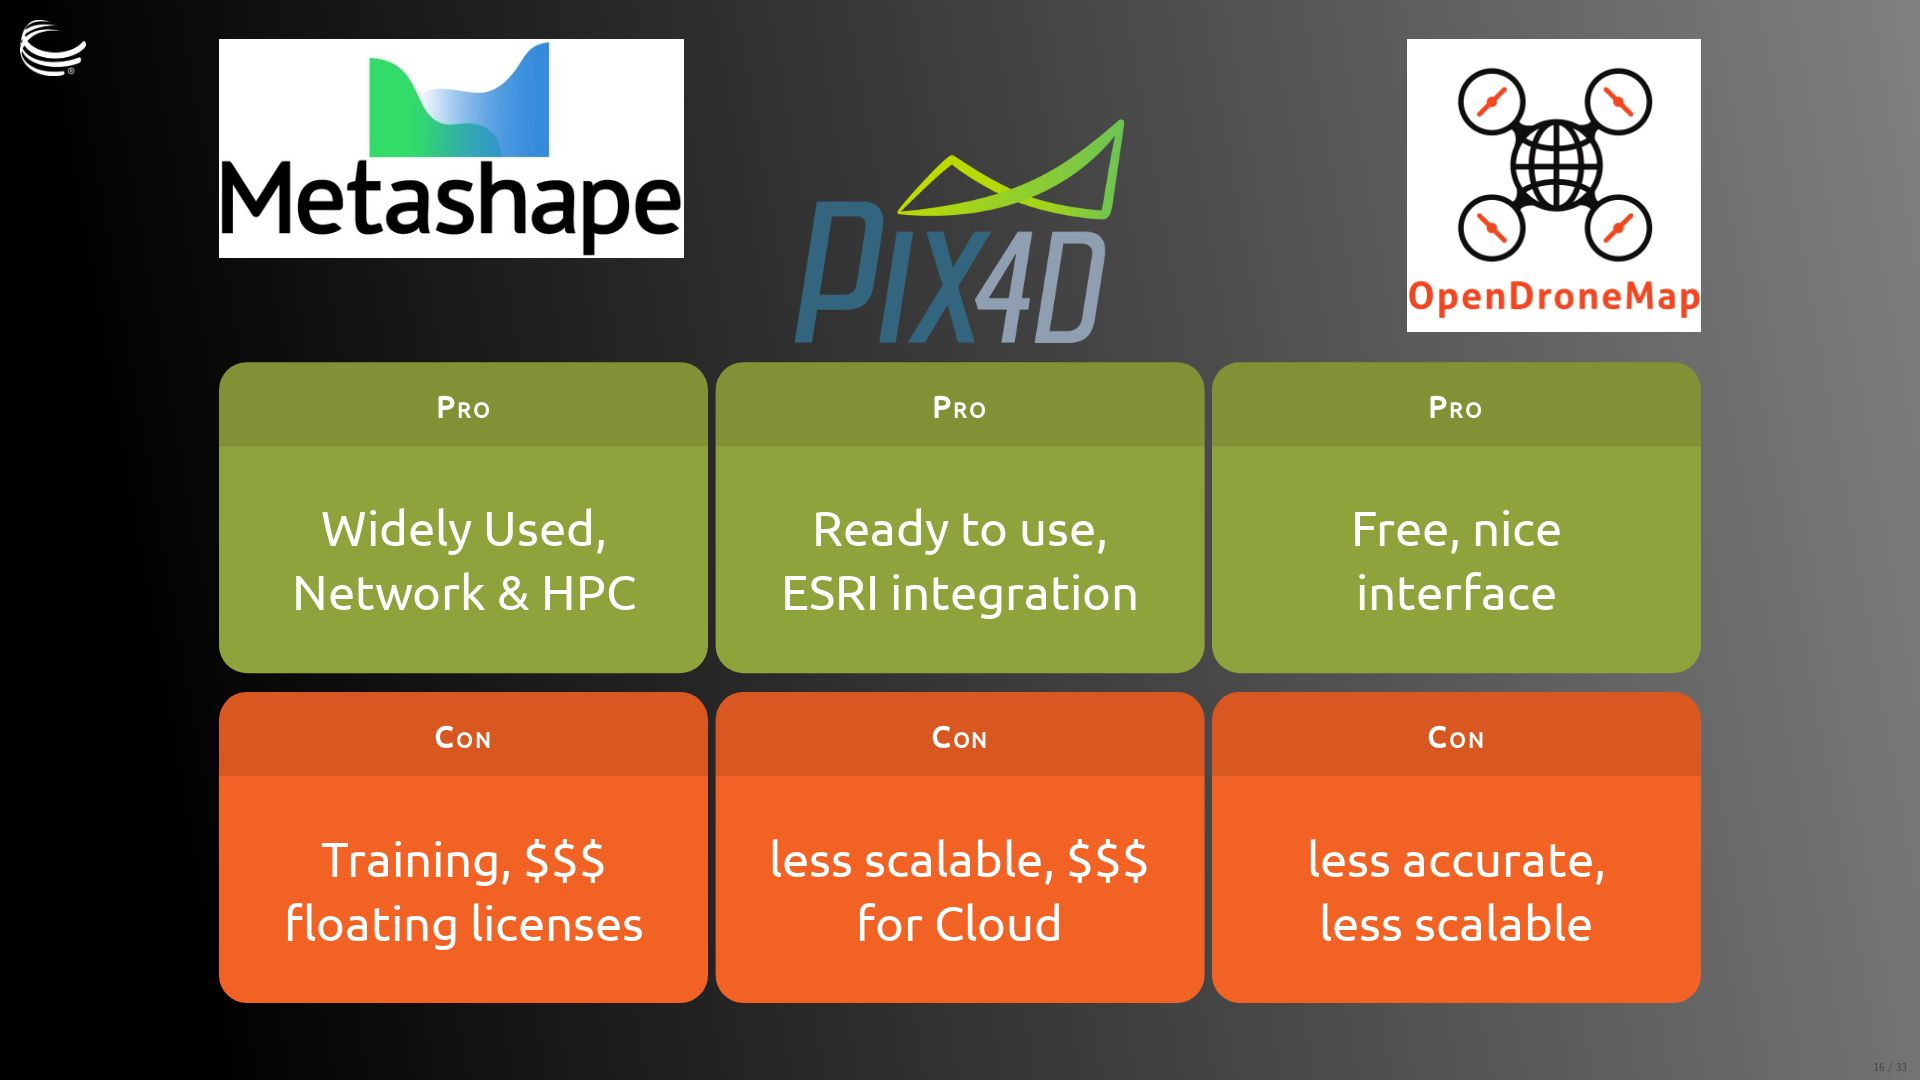 Metashape
PIX4D
OpenDroneMap
Pro
Pro
Pro
Widely Used,
Network & HPC
Ready to use,
ESRI integration
Free, nice
interface
Con
Con
Con
Training, $$$
floating licenses
less scalable, $$$
for Cloud
less accurate,
less scalable
16 / 33